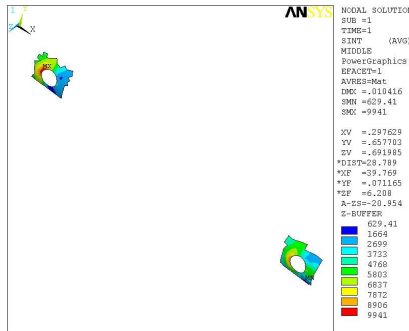 1
Y
X
MX
MN
ANSYS
NODAL SOLUTION
SUB =1
TIME=1
SINT (AVG)
MIDDLE
PowerGraphics
EFACET=1
AVRES=Mat
DMX =.010416
SMN =629.41
SMX =9941
XV =.297629
YV =.657703
ZV =.691985
*DIST=28.789
*XF =39.769
*YF =.071165
*ZF =6.208
A-ZS=-20.954
Z-BUFFER
629.41
1664
2699
3733
4768
5803
6837
7872
8906
9941